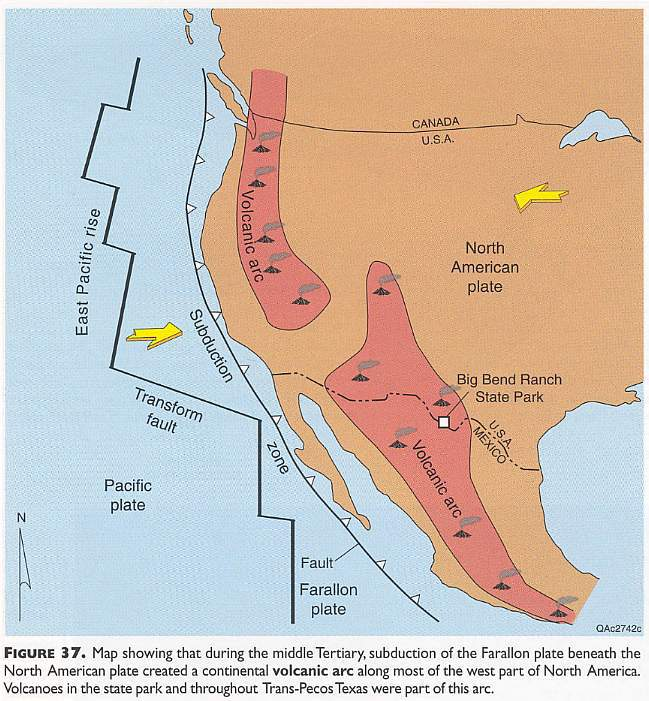 CANADA
U.S.A.
Volcanic arc
North
American
plate
East Pacific rise
Subduction
zone
Transform
fault
Big Bend Ranch
State Park
U.S.A.
MEXICO
Volcanic arc
Pacific
plate
N
Fault
Farallon
plate
QAc2742c
FIGURE 37. Map showing that during the middle Tertiary, subduction of the Farallon plate beneath the
North American plate created a continental volcanic arc along most of the west part of North America.
Volcanoes in the state park and throughout Trans-Pecos Texas were part of this arc.